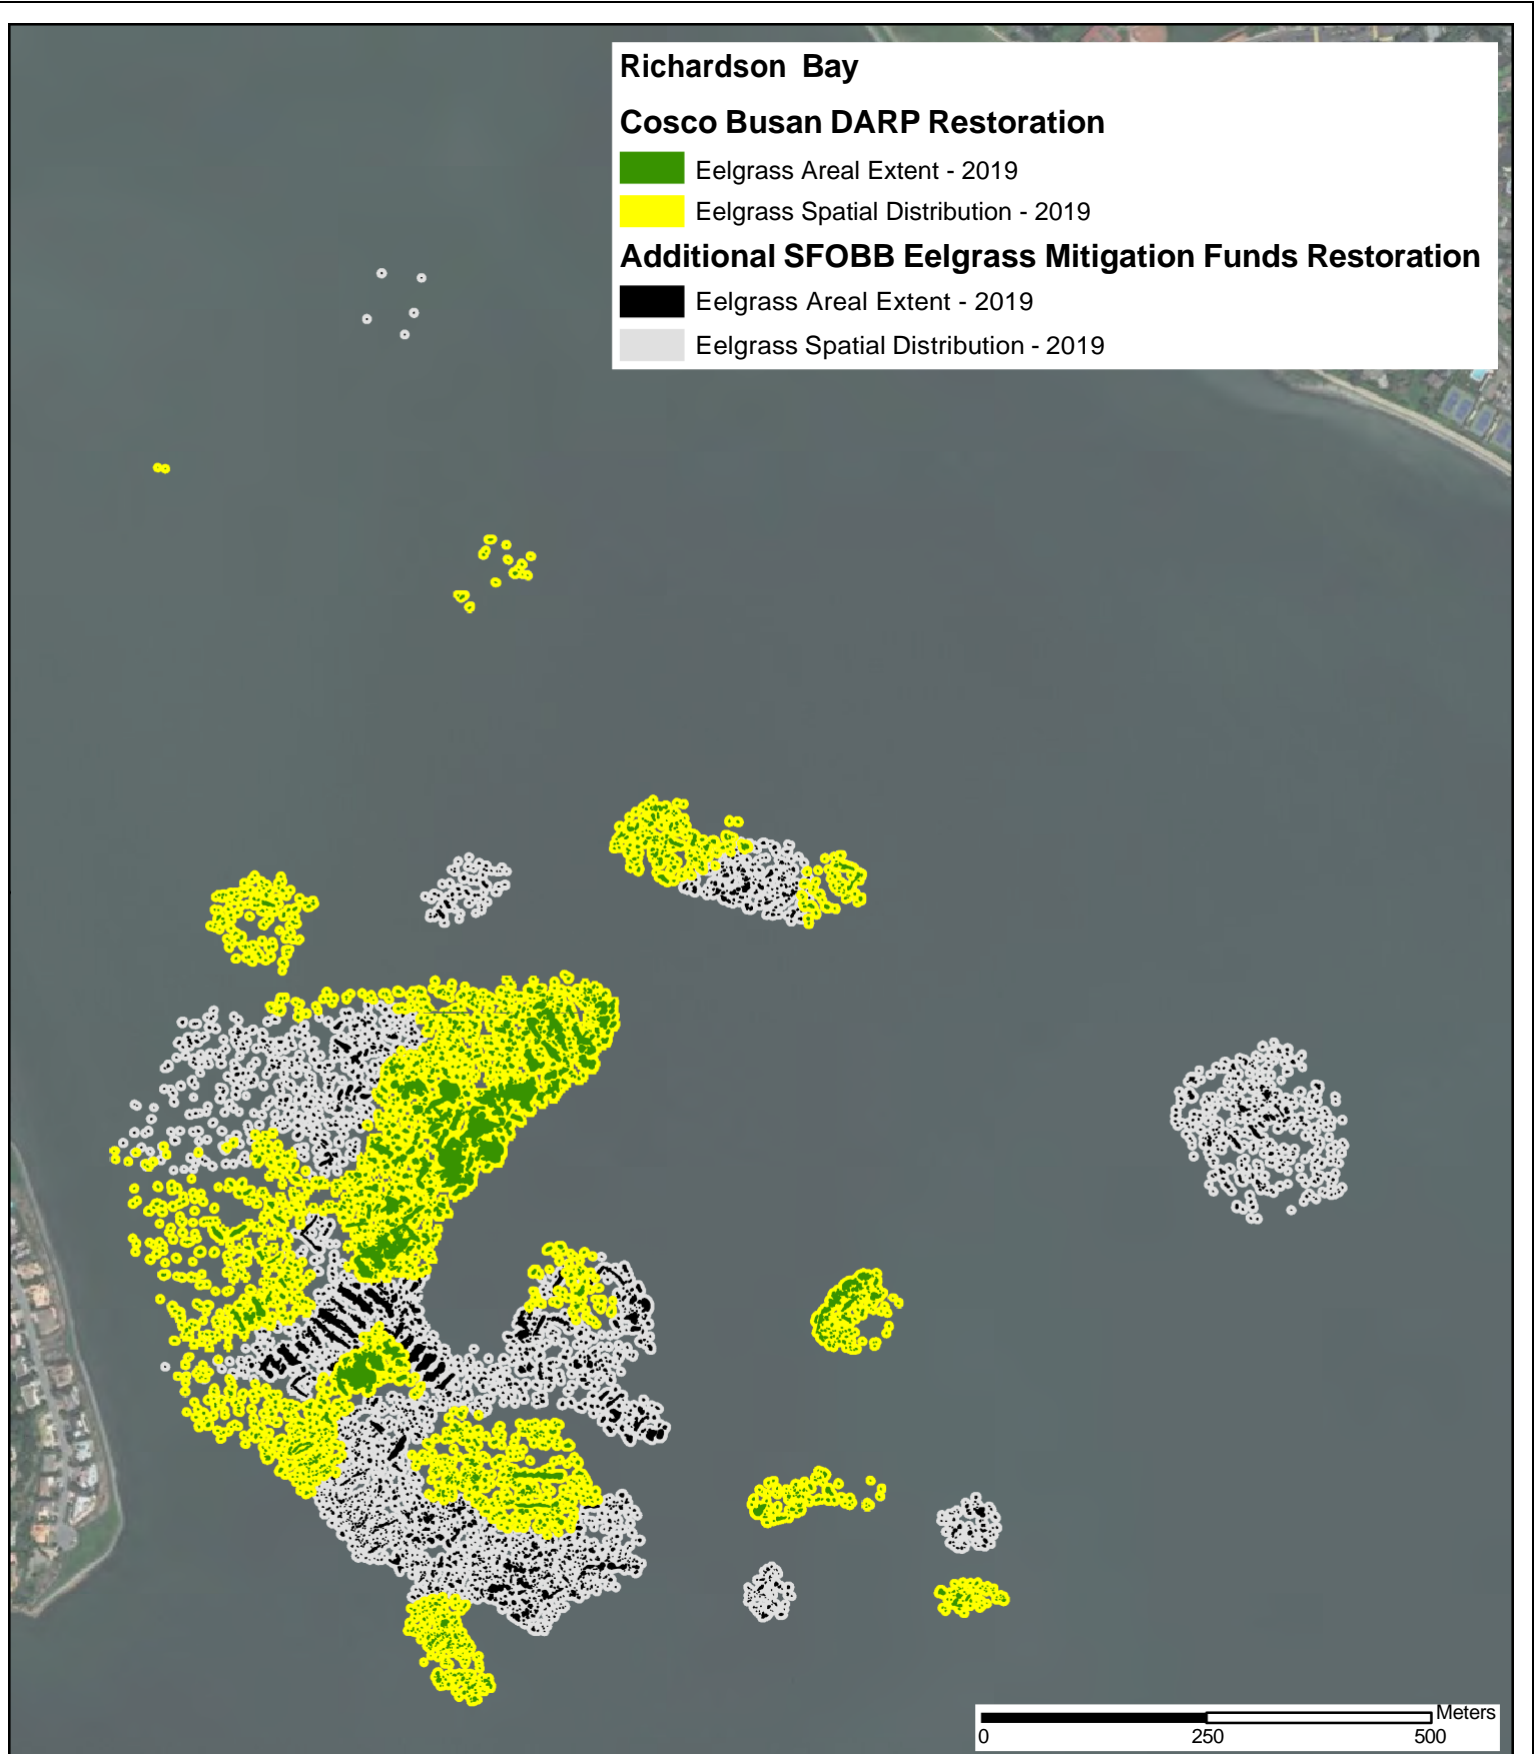 Richardson Bay
Cosco Busan DARP Restoration
Eelgrass Areal Extent - 2019
Eelgrass Spatial Distribution - 2019
Additional SFOBB Eelgrass Mitigation Funds Restoration
Eelgrass Areal Extent - 2019
Eelgrass Spatial Distribution - 2019
Meters
0 250 500